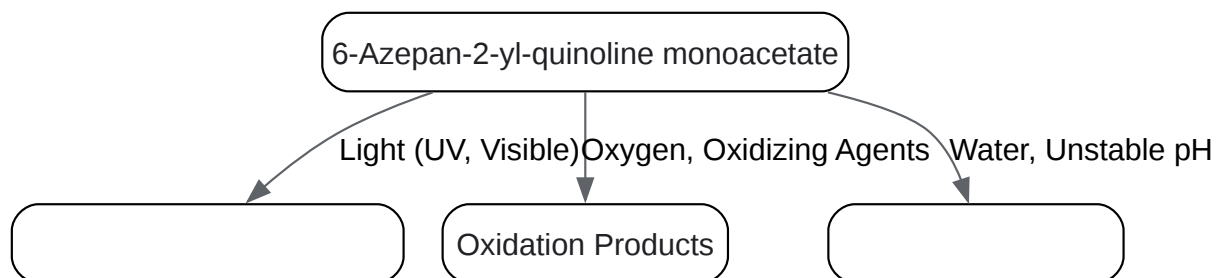 6-Azepan-2-yl-quinoline monoacetate
Light (UV, Visible)
Oxygen, Oxidizing Agents
Water, Unstable pH
Oxidation Products